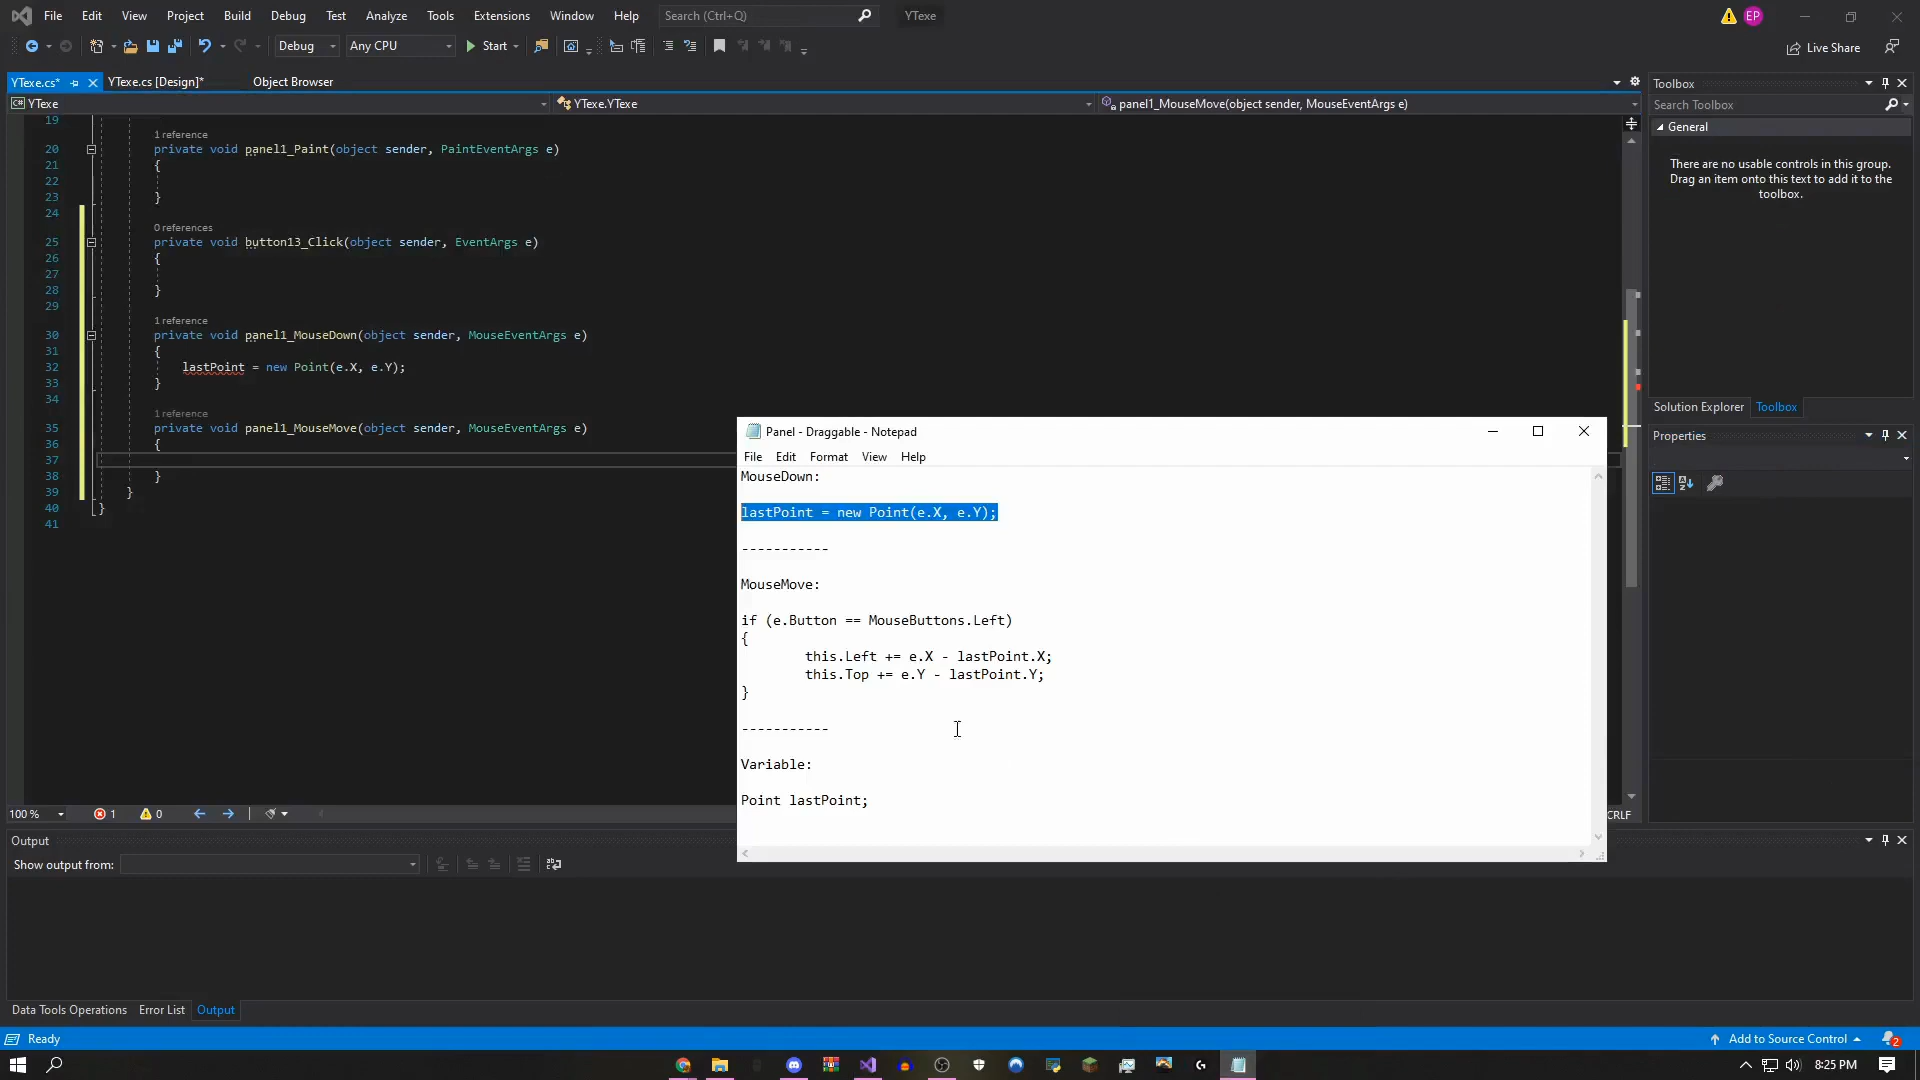 File Edit View Project Build Debug Test Analyze Tools Extensions Window Help Search (Ctrl+Q) YTexe EP
Debug Any CPU Start Live Share
YTexe.cs* YTexe.cs [Design]* Object Browser
C# YTexe YTexe.YTexe panel1_MouseMove(object sender, MouseEventArgs e)
19
1 reference
20 private void panel1_Paint(object sender, PaintEventArgs e)
21 {
22
23 }
24
0 references
25 private void button13_Click(object sender, EventArgs e)
26 {
27
28 }
29
1 reference
30 private void panel1_MouseDown(object sender, MouseEventArgs e)
31 {
32 lastPoint = new Point(e.X, e.Y);
33 }
34
1 reference
35 private void panel1_MouseMove(object sender, MouseEventArgs e)
36 {
37
38 }
39 }
40 }
41
100 % 1 0 CRLF
Panel - Draggable - Notepad
File Edit Format View Help
MouseDown:
lastPoint = new Point(e.X, e.Y);
-----------
MouseMove:
if (e.Button == MouseButtons.Left)
{
this.Left += e.X - lastPoint.X;
this.Top += e.Y - lastPoint.Y;
}
-----------
Variable:
Point lastPoint;
Toolbox
Search Toolbox
General
There are no usable controls in this group.
Drag an item onto this text to add it to the
toolbox.
Solution Explorer Toolbox
Properties
Output
Show output from:
Data Tools Operations Error List Output
Ready Add to Source Control 2
8:25 PM